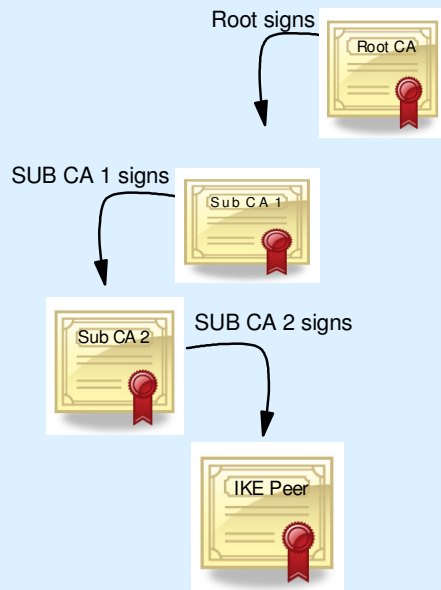 Root signs
Root CA
SUB CA 1 signs
Sub CA 1
Sub CA 2
SUB CA 2 signs
IKE Peer